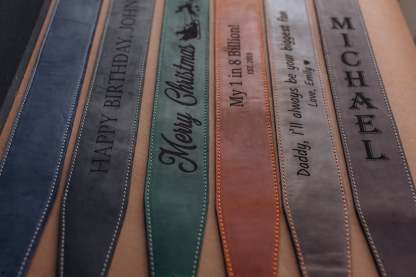 HAPPY BIRTHDAY, JOHN
Merry Christmas
My 1 in 8 Billion!
Daddy, I'll always be your biggest fan
Love, Emily ♥
MICHAEL